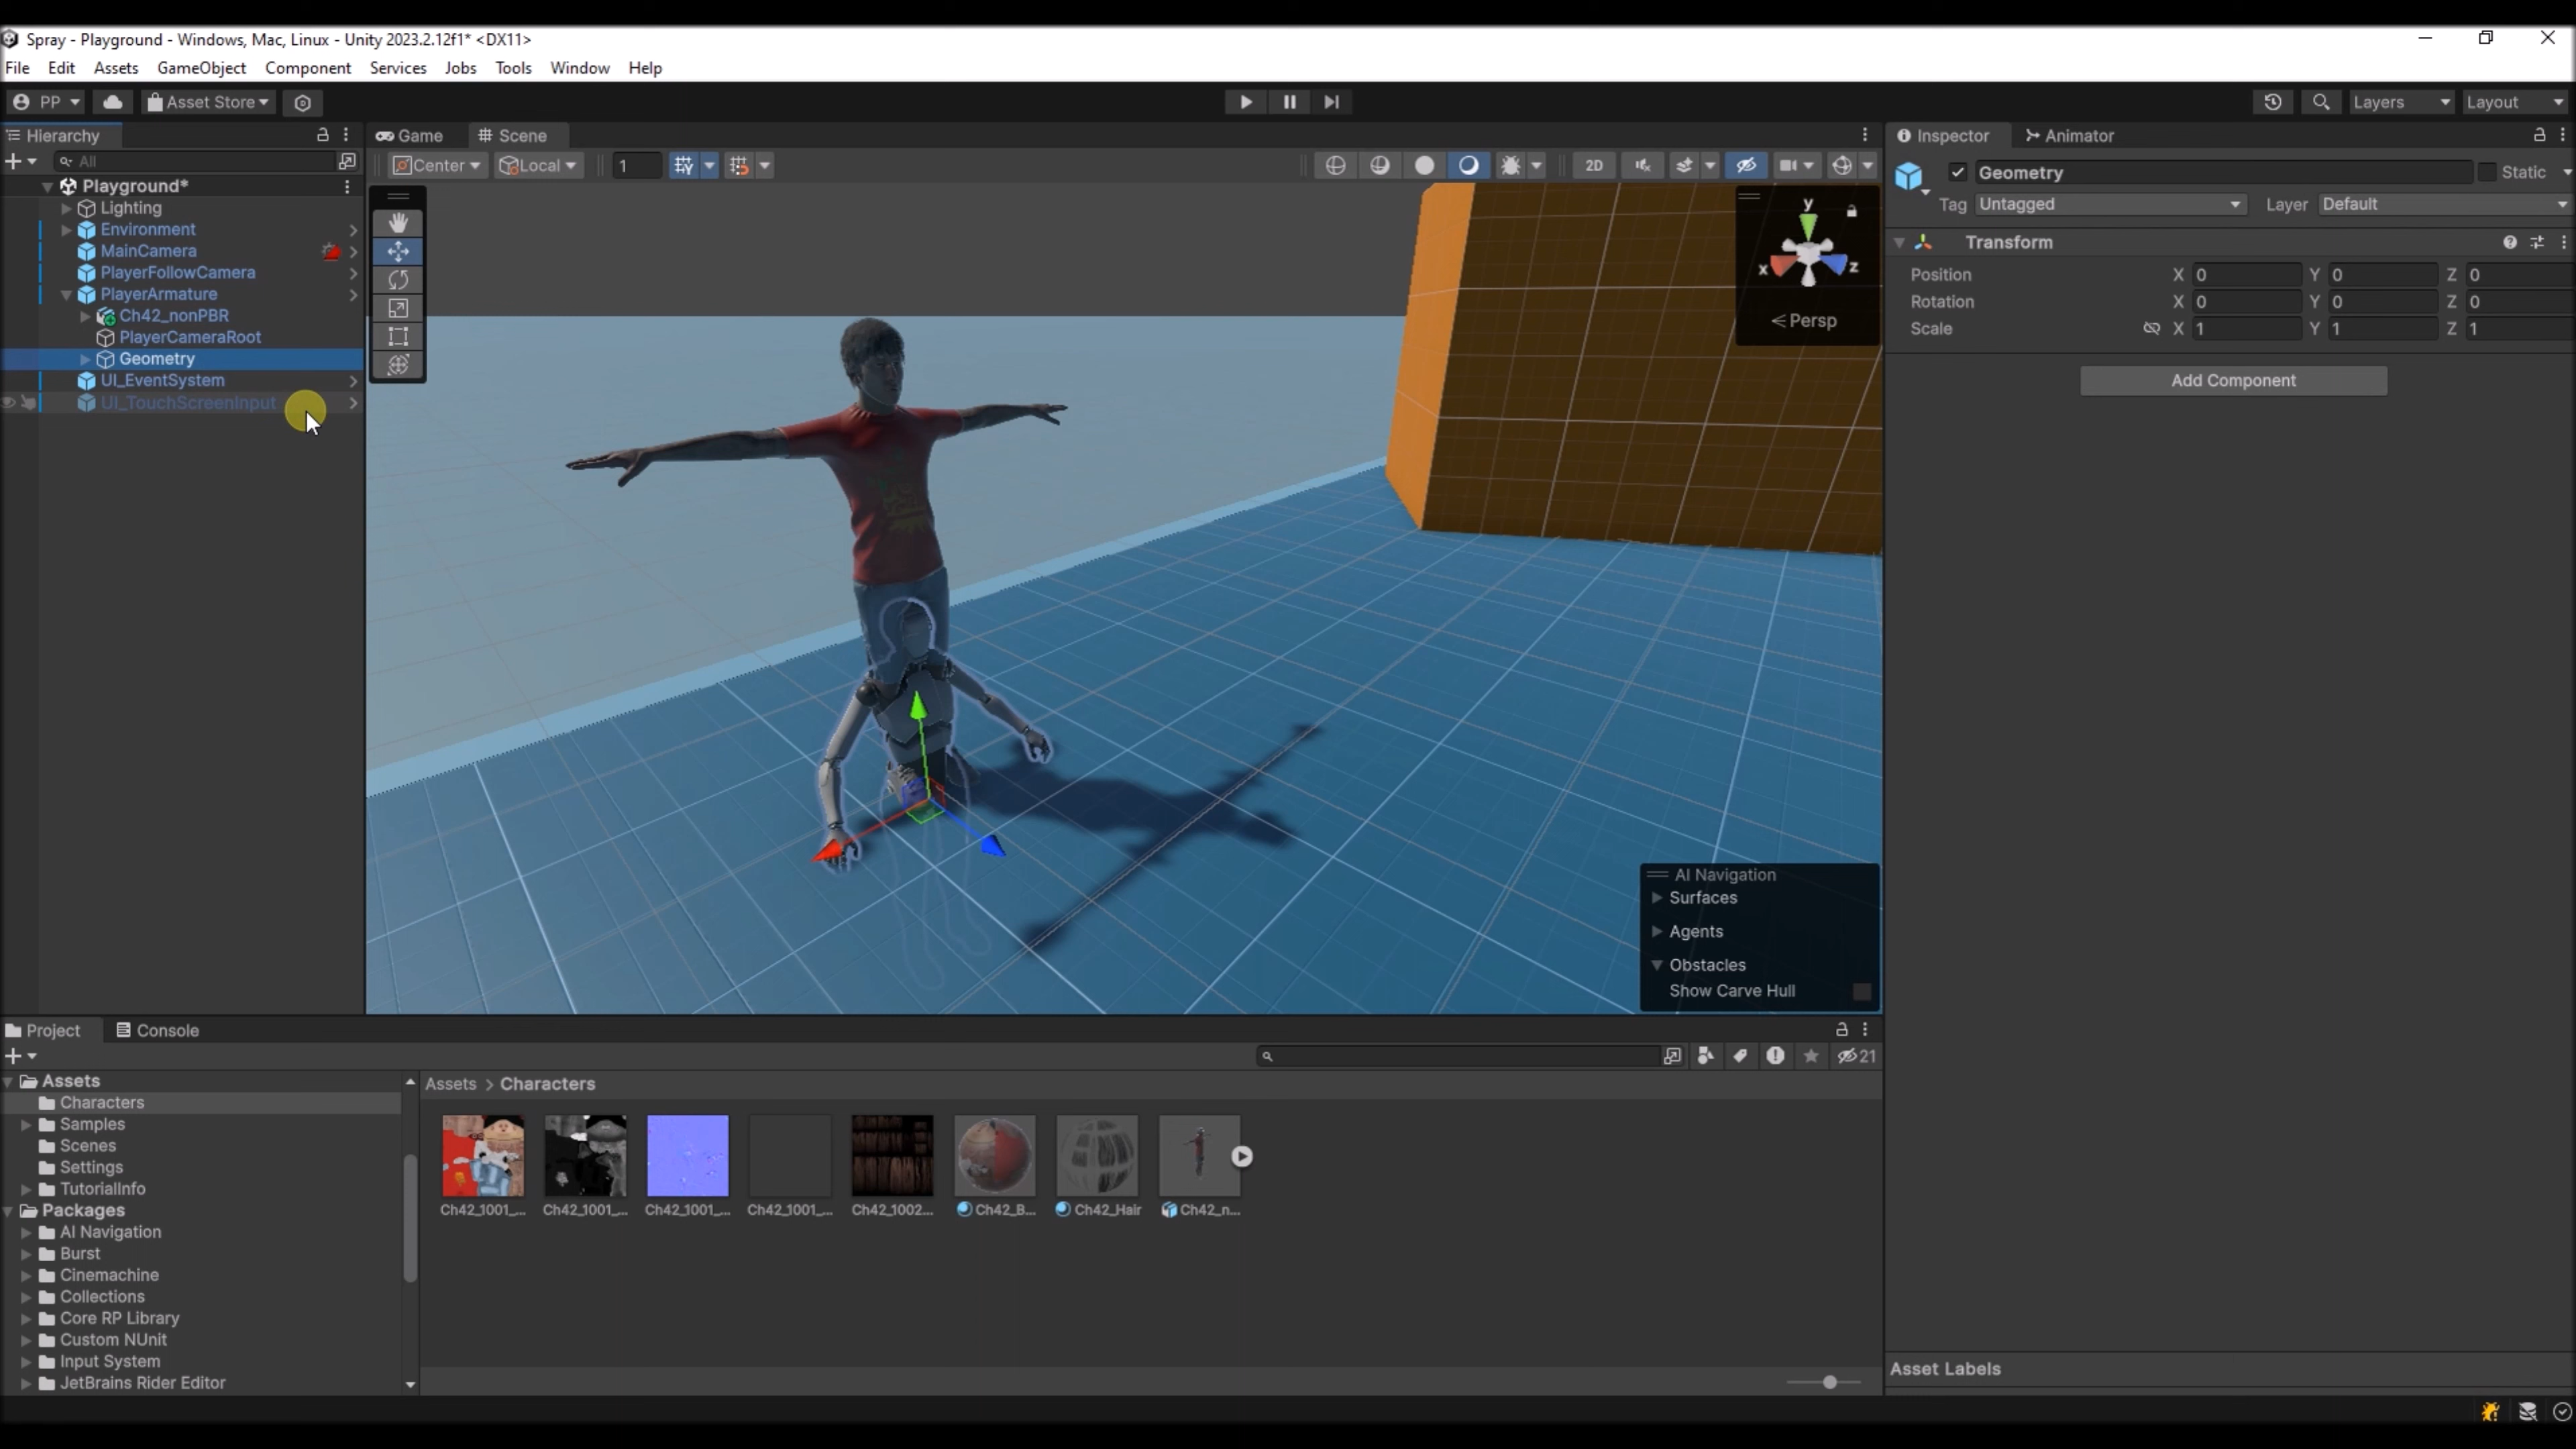 Spray - Playground - Windows, Mac, Linux - Unity 2023.2.12f1* <DX11>
File Edit Assets GameObject Component Services Jobs Tools Window Help
PP Asset Store Layers Layout
Hierarchy
All
Playground*
Lighting
Environment
MainCamera
PlayerFollowCamera
PlayerArmature
Ch42_nonPBR
PlayerCameraRoot
Geometry
UI_EventSystem
UI_TouchScreenInput
Game Scene
Center Local 1 2D
y
x z
Persp
AI Navigation
Surfaces
Agents
Obstacles
Show Carve Hull
Inspector Animator
Geometry Static
Tag Untagged Layer Default
Transform
Position X 0 Y 0 Z 0
Rotation X 0 Y 0 Z 0
Scale X 1 Y 1 Z 1
Add Component
Asset Labels
Project Console
21
Assets
Characters
Samples
Scenes
Settings
TutorialInfo
Packages
AI Navigation
Burst
Cinemachine
Collections
Core RP Library
Custom NUnit
Input System
JetBrains Rider Editor
Assets > Characters
Ch42_1001_... Ch42_1001_... Ch42_1001_... Ch42_1001_... Ch42_1002... Ch42_B... Ch42_Hair Ch42_n...